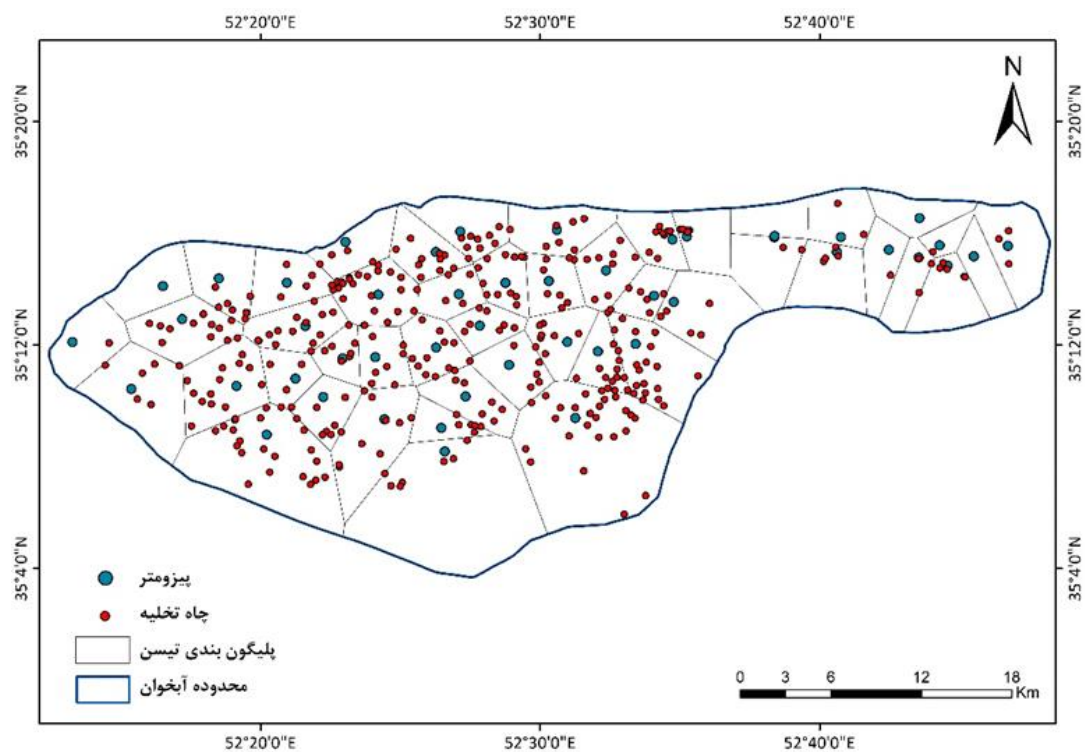 52°20'0"E 52°30'0"E 52°40'0"E
N
35°20'0"N 35°20'0"N
35°12'0"N 35°12'0"N
35°4'0"N 35°4'0"N
پیزومتر
چاه تخلیه
پلیگون بندی تیسن
محدوده آبخوان
0 3 6 12 18
Km
52°20'0"E 52°30'0"E 52°40'0"E